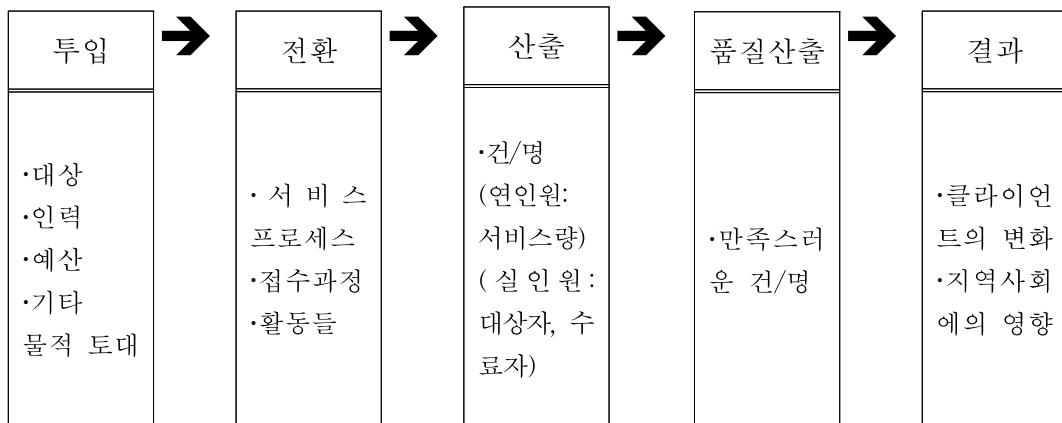 투입
·대상
·인력
·예산
·기타
물적 토대
전환
· 서 비 스
프로세스
·접수과정
·활동들
산출
·건/명
(연인원:
서비스량)
( 실 인 원 :
대상자, 수
료자)
품질산출
·만족스러
운 건/명
결과
·클라이언
트의 변화
·지역사회
에의 영향